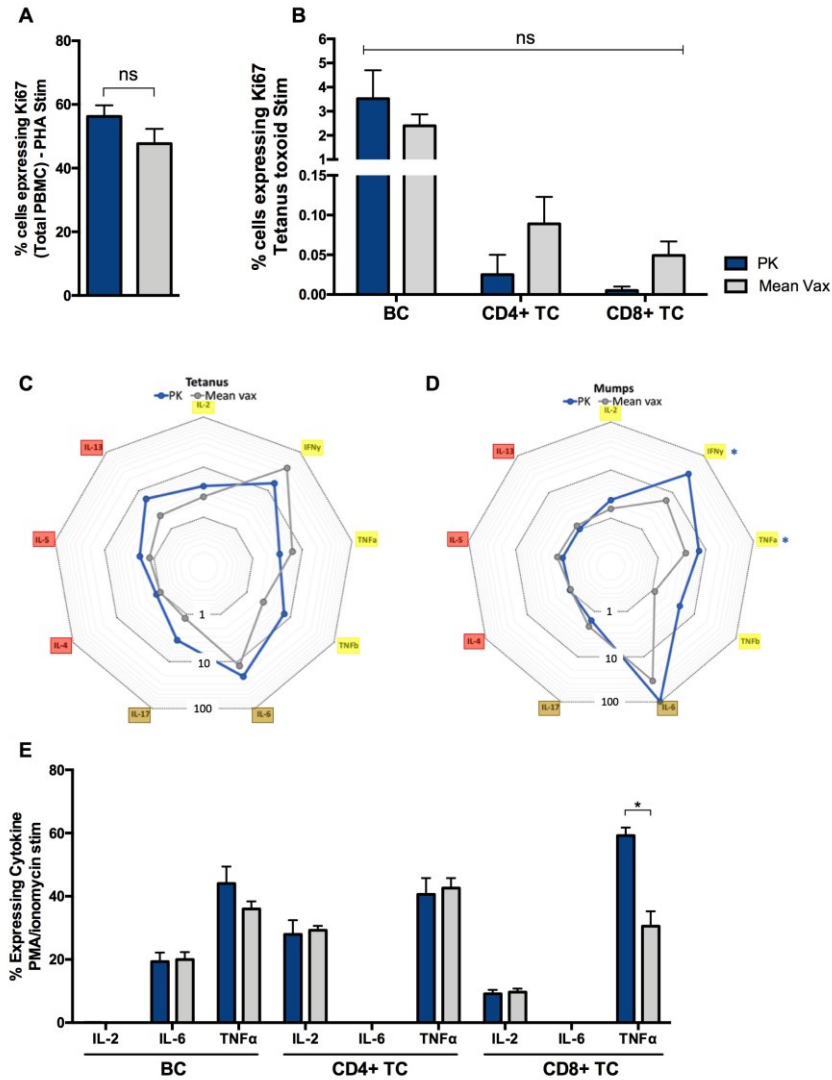 A
% cells epxressing Ki67
(Total PBMC) - PHA Stim
80
60
40
20
0
ns
B
% cells expressing Ki67
Tetanus toxoid Stim
6
5
4
3
2
1
0.15
0.10
0.05
0.00
ns
BC
CD4+ TC
CD8+ TC
PK
Mean Vax
C
Tetanus
PK
Mean vax
IL-2
IFNγ
TNFa
TNFb
IL-6
IL-17
IL-4
IL-5
IL-13
1
10
100
D
Mumps
PK
Mean vax
IL-2
IFNγ *
TNFa *
TNFb
IL-6
IL-17
IL-4
IL-5
IL-13
1
10
100
E
% Expressing Cytokine
PMA/ionomycin stim
80
60
40
20
0
*
IL-2 IL-6 TNFα IL-2 IL-6 TNFα IL-2 IL-6 TNFα
BC CD4+ TC CD8+ TC